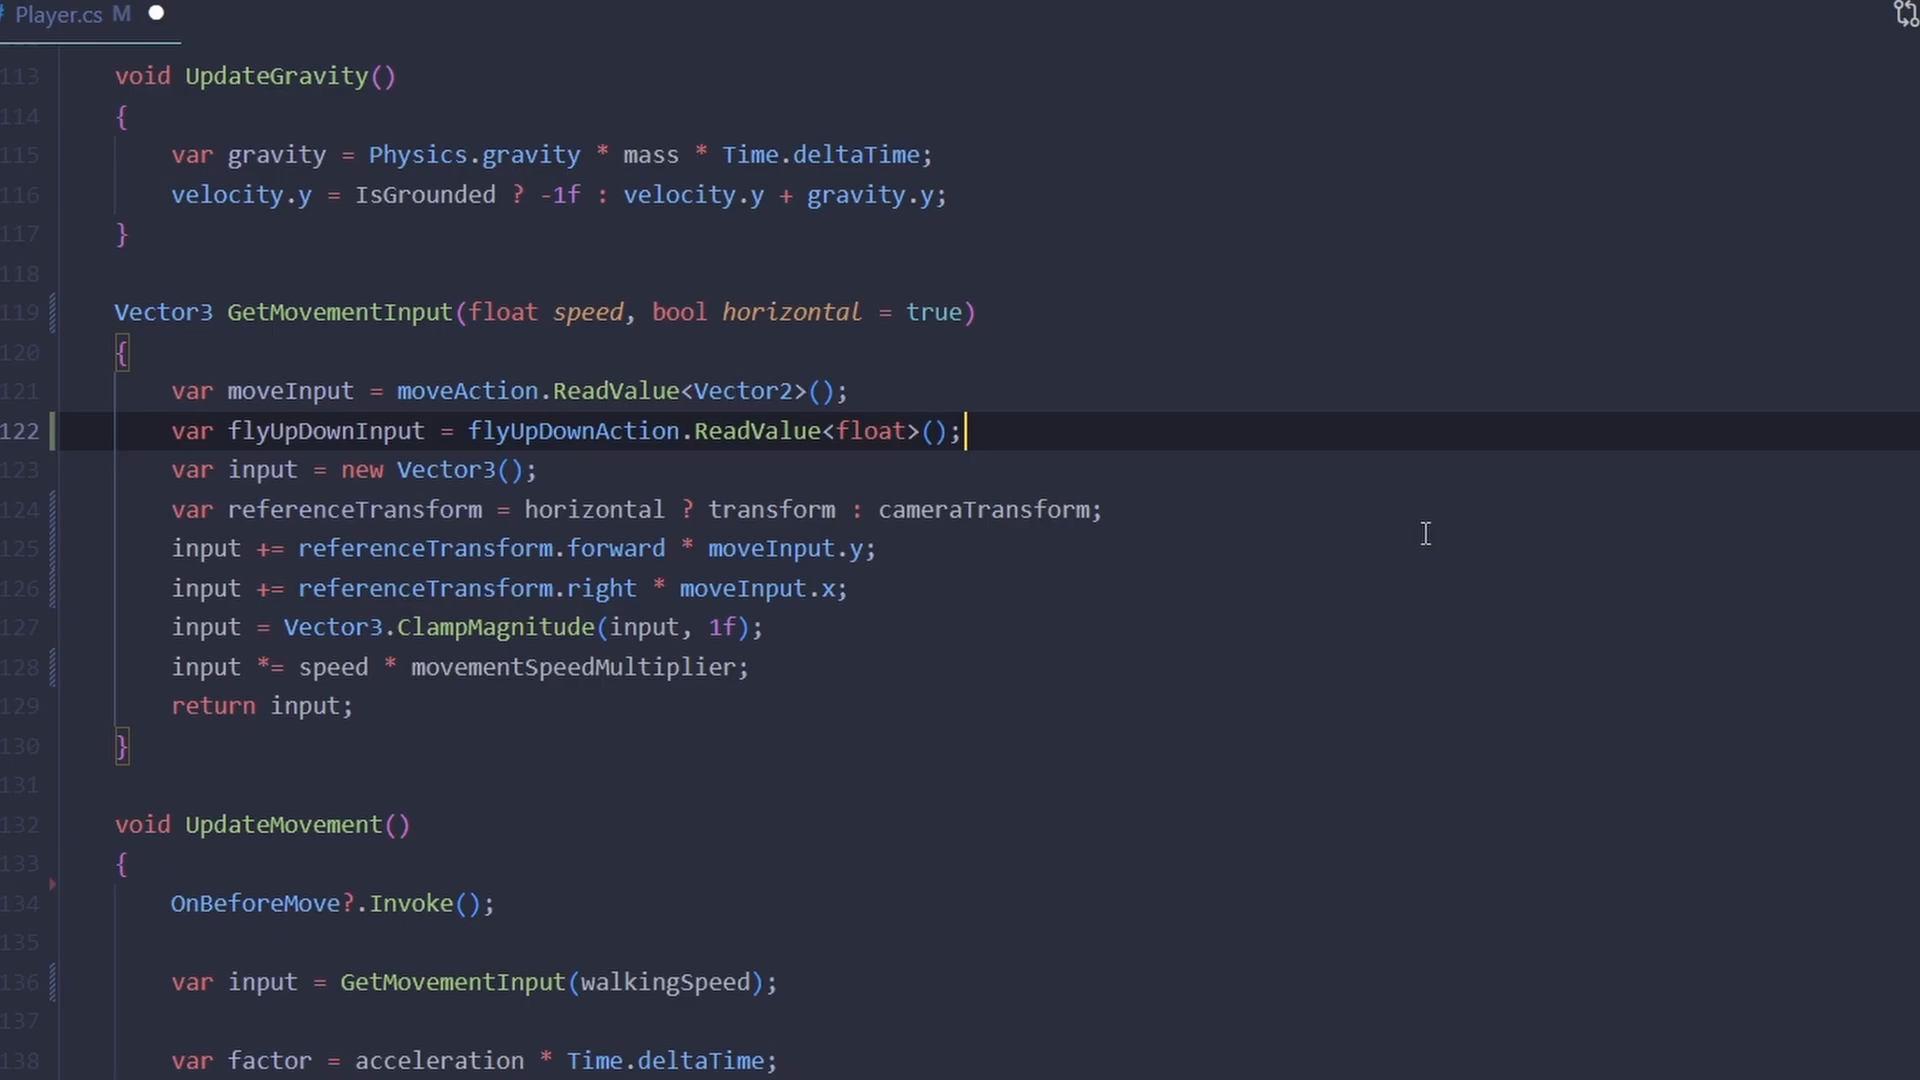 Player.cs M
113 void UpdateGravity()
114 {
115 var gravity = Physics.gravity * mass * Time.deltaTime;
116 velocity.y = IsGrounded ? -1f : velocity.y + gravity.y;
117 }
118
119 Vector3 GetMovementInput(float speed, bool horizontal = true)
120 {
121 var moveInput = moveAction.ReadValue<Vector2>();
122 var flyUpDownInput = flyUpDownAction.ReadValue<float>();
123 var input = new Vector3();
124 var referenceTransform = horizontal ? transform : cameraTransform;
125 input += referenceTransform.forward * moveInput.y;
126 input += referenceTransform.right * moveInput.x;
127 input = Vector3.ClampMagnitude(input, 1f);
128 input *= speed * movementSpeedMultiplier;
129 return input;
130 }
131
132 void UpdateMovement()
133 {
134 OnBeforeMove?.Invoke();
135
136 var input = GetMovementInput(walkingSpeed);
137
138 var factor = acceleration * Time.deltaTime;